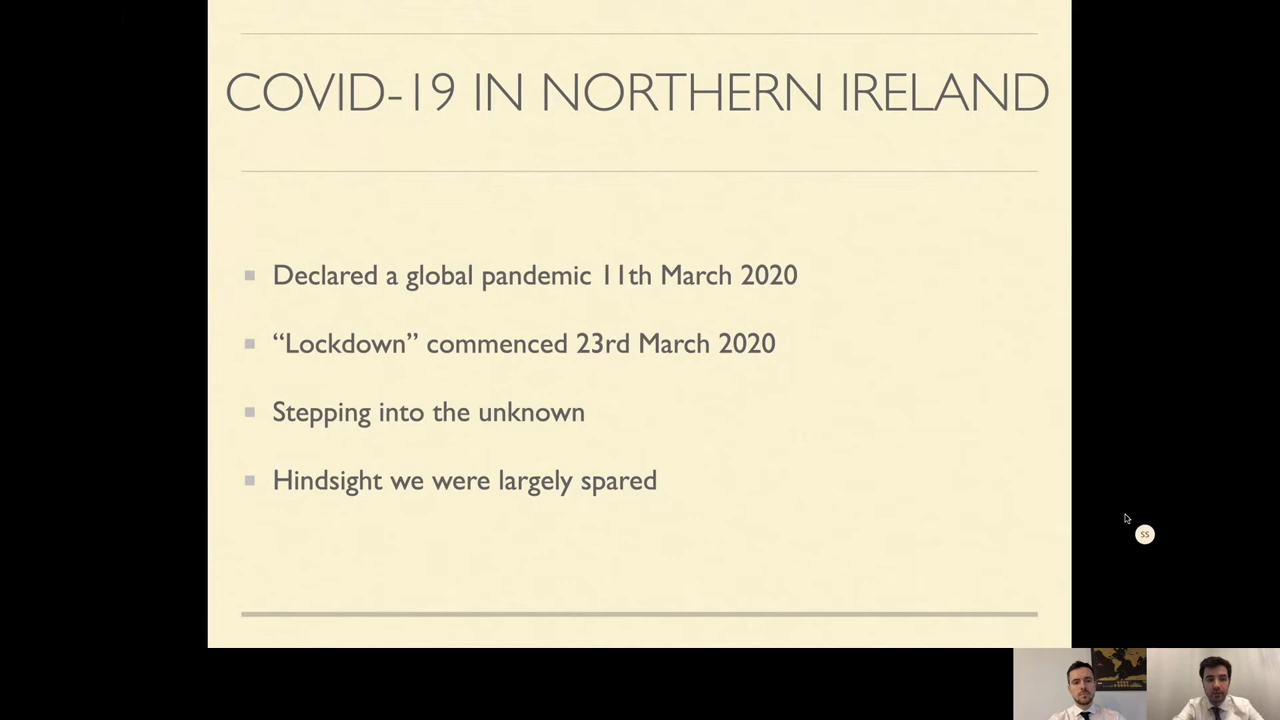 COVID-19 IN NORTHERN IRELAND
Declared a global pandemic 11th March 2020
“Lockdown” commenced 23rd March 2020
Stepping into the unknown
Hindsight we were largely spared
SS